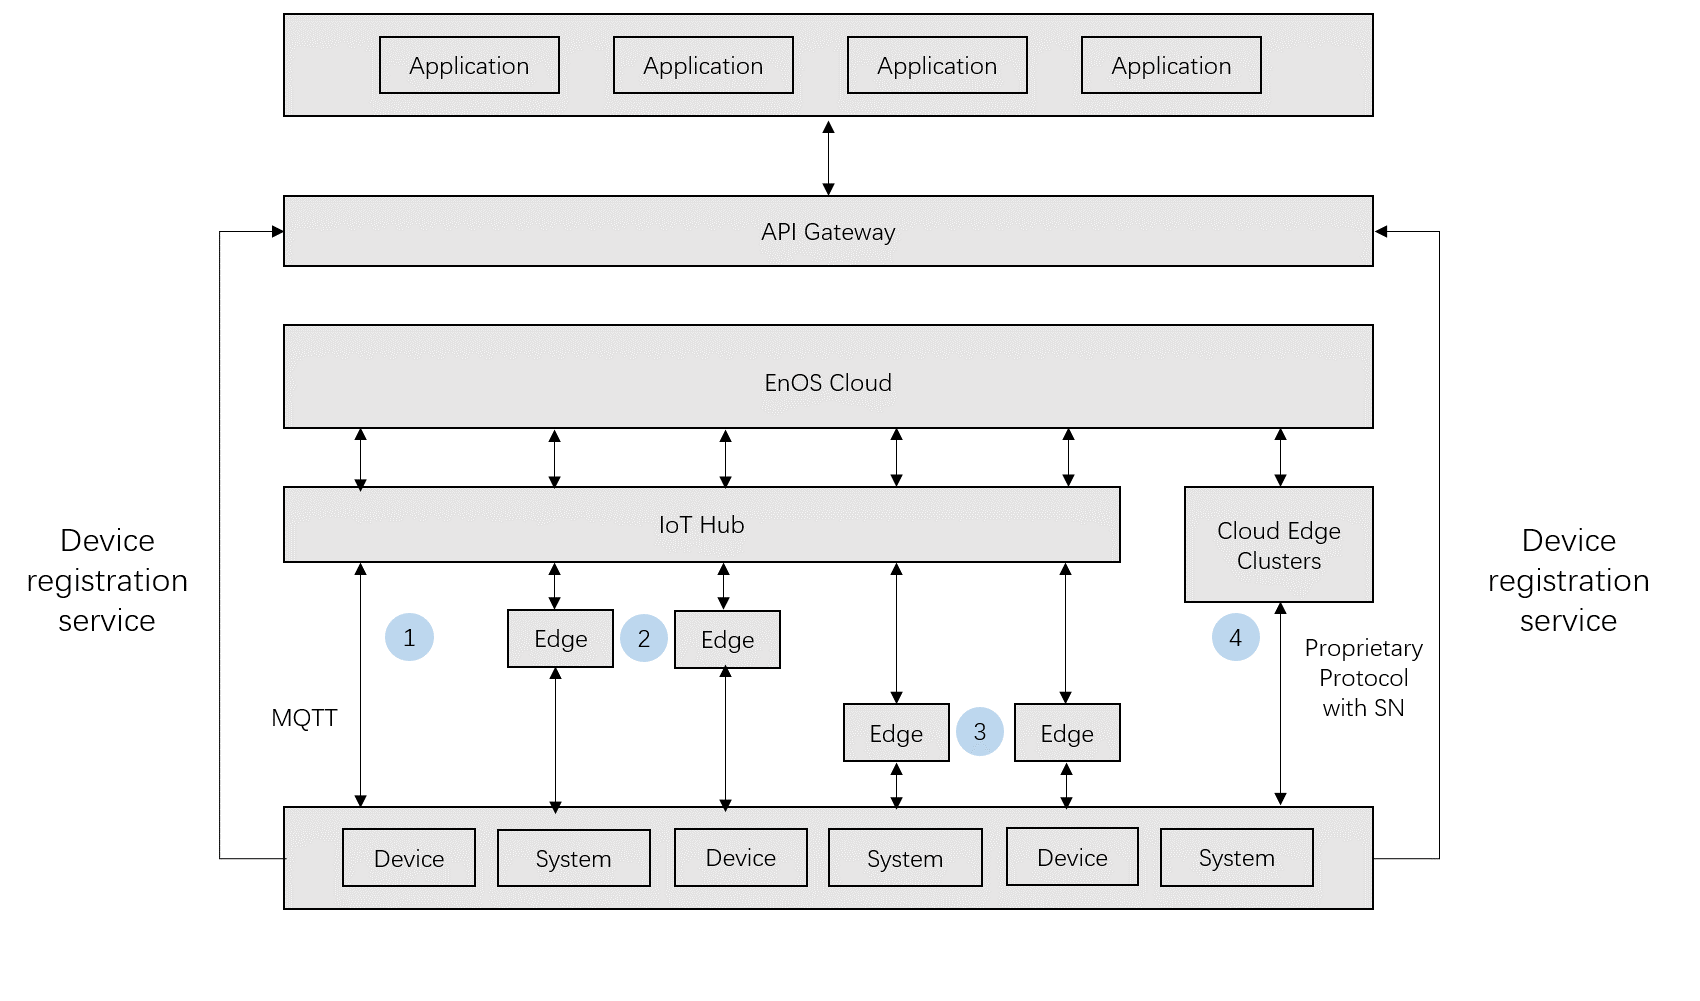 Application
Application
Application
Application
API Gateway
EnOS Cloud
IoT Hub
Cloud Edge
Clusters
Device
registration
service
Device
registration
service
1
Edge
2
Edge
4
Proprietary
Protocol
with SN
MQTT
Edge
3
Edge
Device
System
Device
System
Device
System